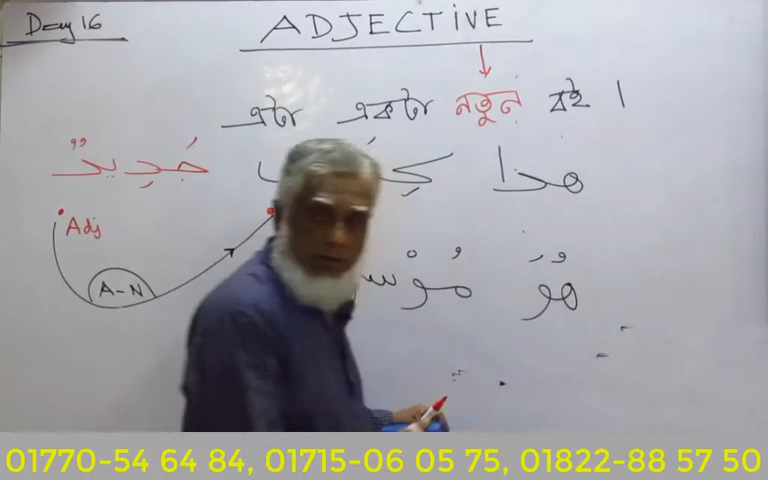 Day 16
ADJECTIVE
এটা একটা নতুন বই ।
هذا جَدِيدٌ
Adj
A-N
هُوَ
01770-54 64 84, 01715-06 05 75, 01822-88 57 50